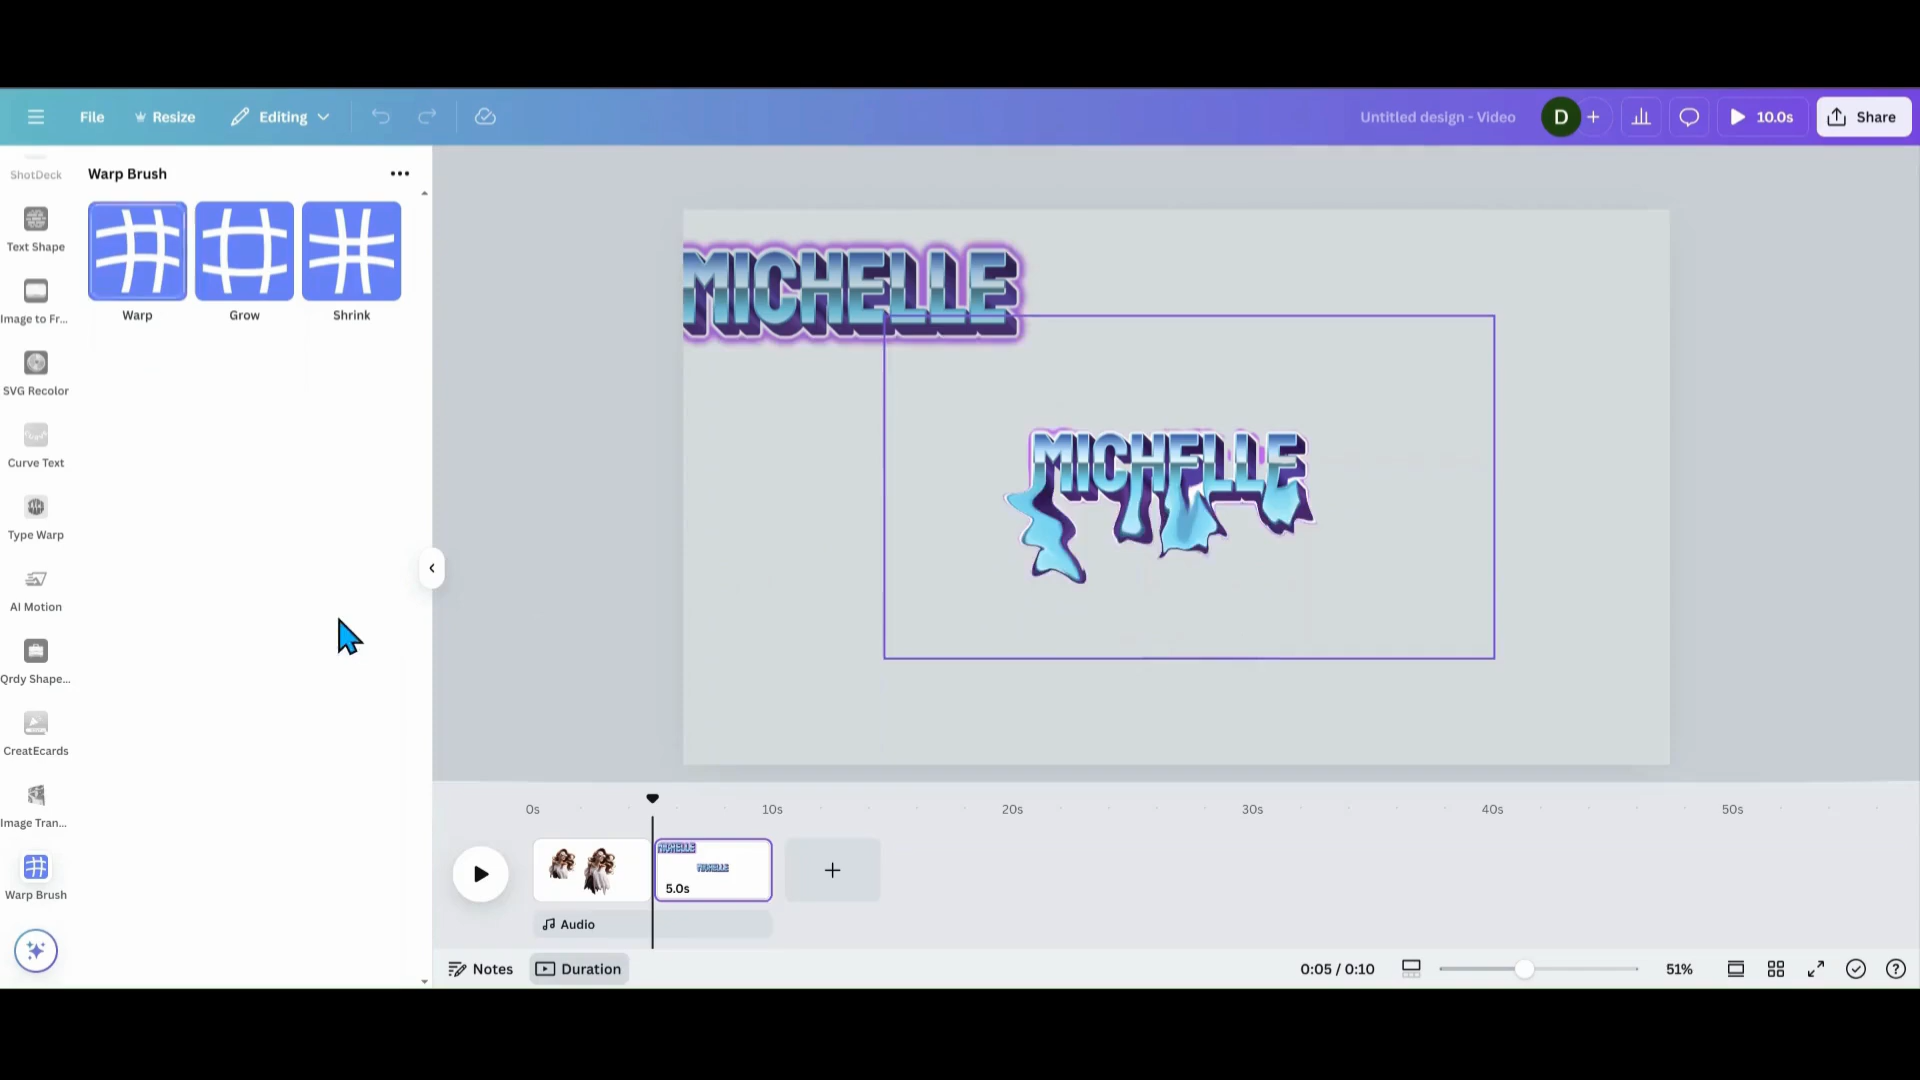 File
Resize
Editing
Untitled design - Video
D
10.0s
Share
ShotDeck
Text Shape
Image to Fr...
SVG Recolor
Curve Text
Type Warp
AI Motion
Qrdy Shape...
CreatEcards
Image Tran...
Warp Brush
Warp Brush
Warp
Grow
Shrink
MICHELLE
MICHELLE
0s
10s
20s
30s
40s
50s
MICHELLE
MICHELLE
5.0s
Audio
Notes
Duration
0:05 / 0:10
51%